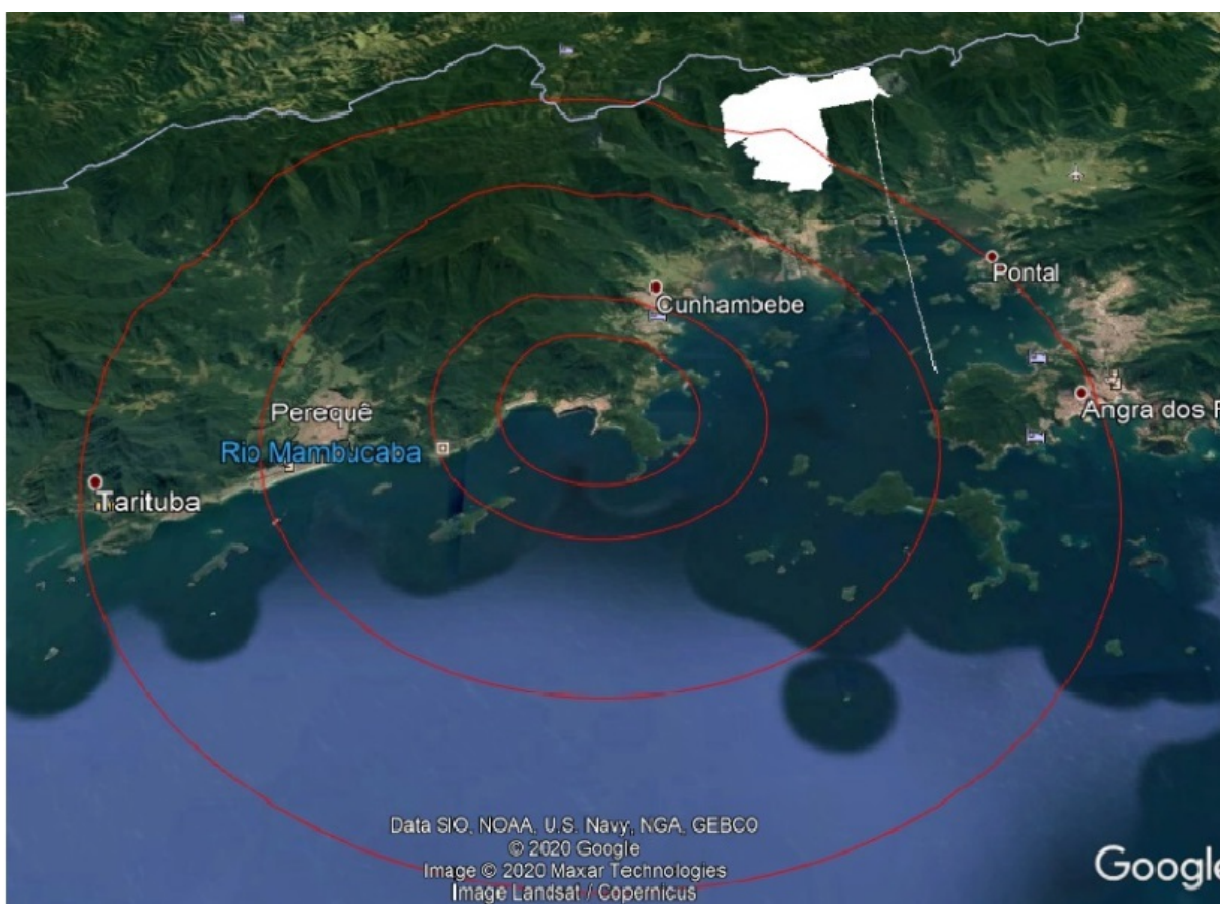 Pontal
Cunhambebe
Perequê
Angra dos R
Rio Mambucaba
Tarituba
Data SIO, NOAA, U.S. Navy, NGA, GEBCO
© 2020 Google
Image © 2020 Maxar Technologies
Image Landsat / Copernicus
Google